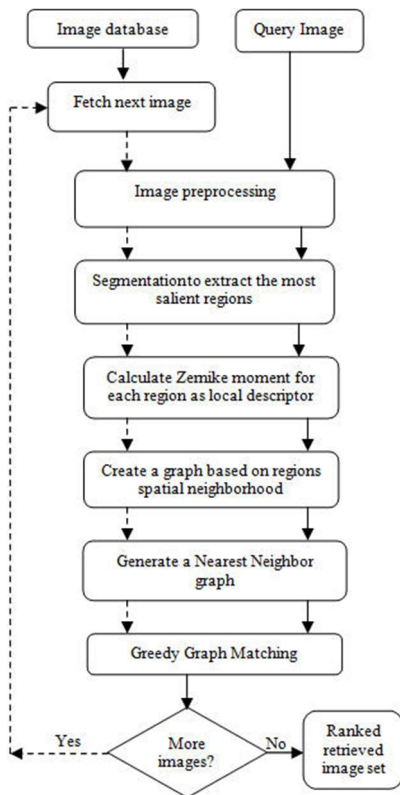 Image database
Query Image
Fetch next image
Image preprocessing
Segmentationto extract the most
salient regions
Calculate Zernike moment for
each region as local descriptor
Create a graph based on regions
spatial neighborhood
Generate a Nearest Neighbor
graph
Greedy Graph Matching
Yes
More
images?
No
Ranked
retrieved
image set